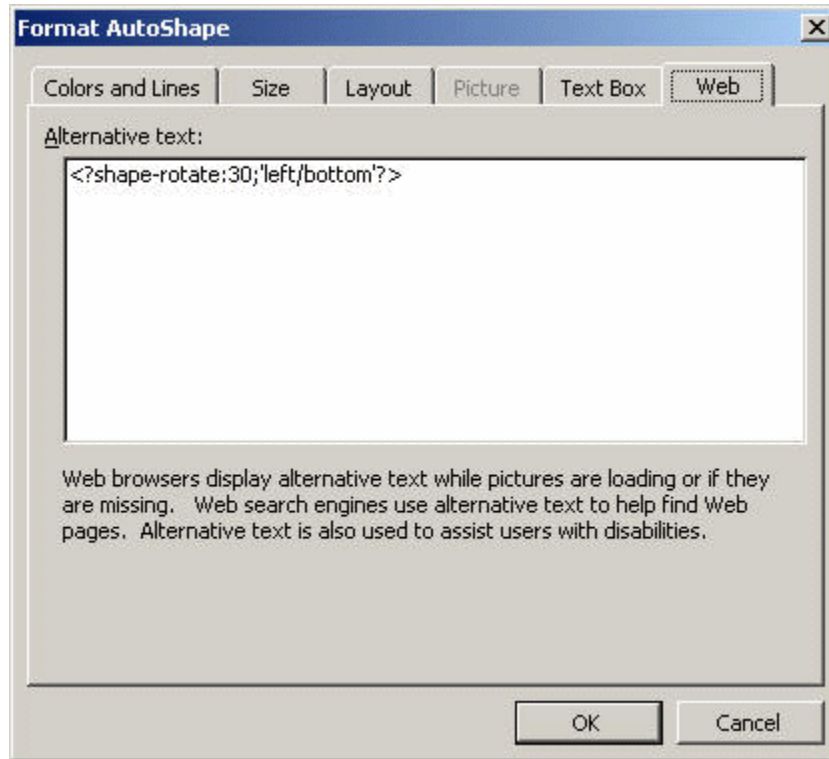 Format AutoShape
Colors and Lines Size Layout Picture Text Box Web
Alternative text:
<?shape-rotate:30;'left/bottom'?>
Web browsers display alternative text while pictures are loading or if they
are missing.   Web search engines use alternative text to help find Web
pages.  Alternative text is also used to assist users with disabilities.
OK Cancel